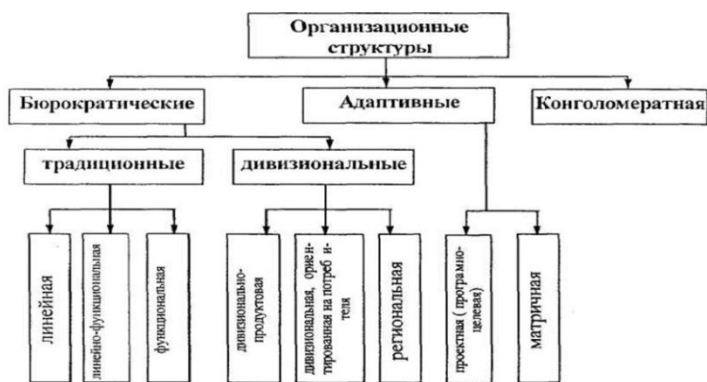 Организационные
структуры
Бюрократические
Адаптивные
Конголомератная
традиционные
дивизиональные
линейная
линейно-функциональная
функциональная
дивизионально-
продуктовая
дивизиональная, ориен-
тированная на потреб и-
теля
региональная
проектная ( програмно-
целевая)
матричная